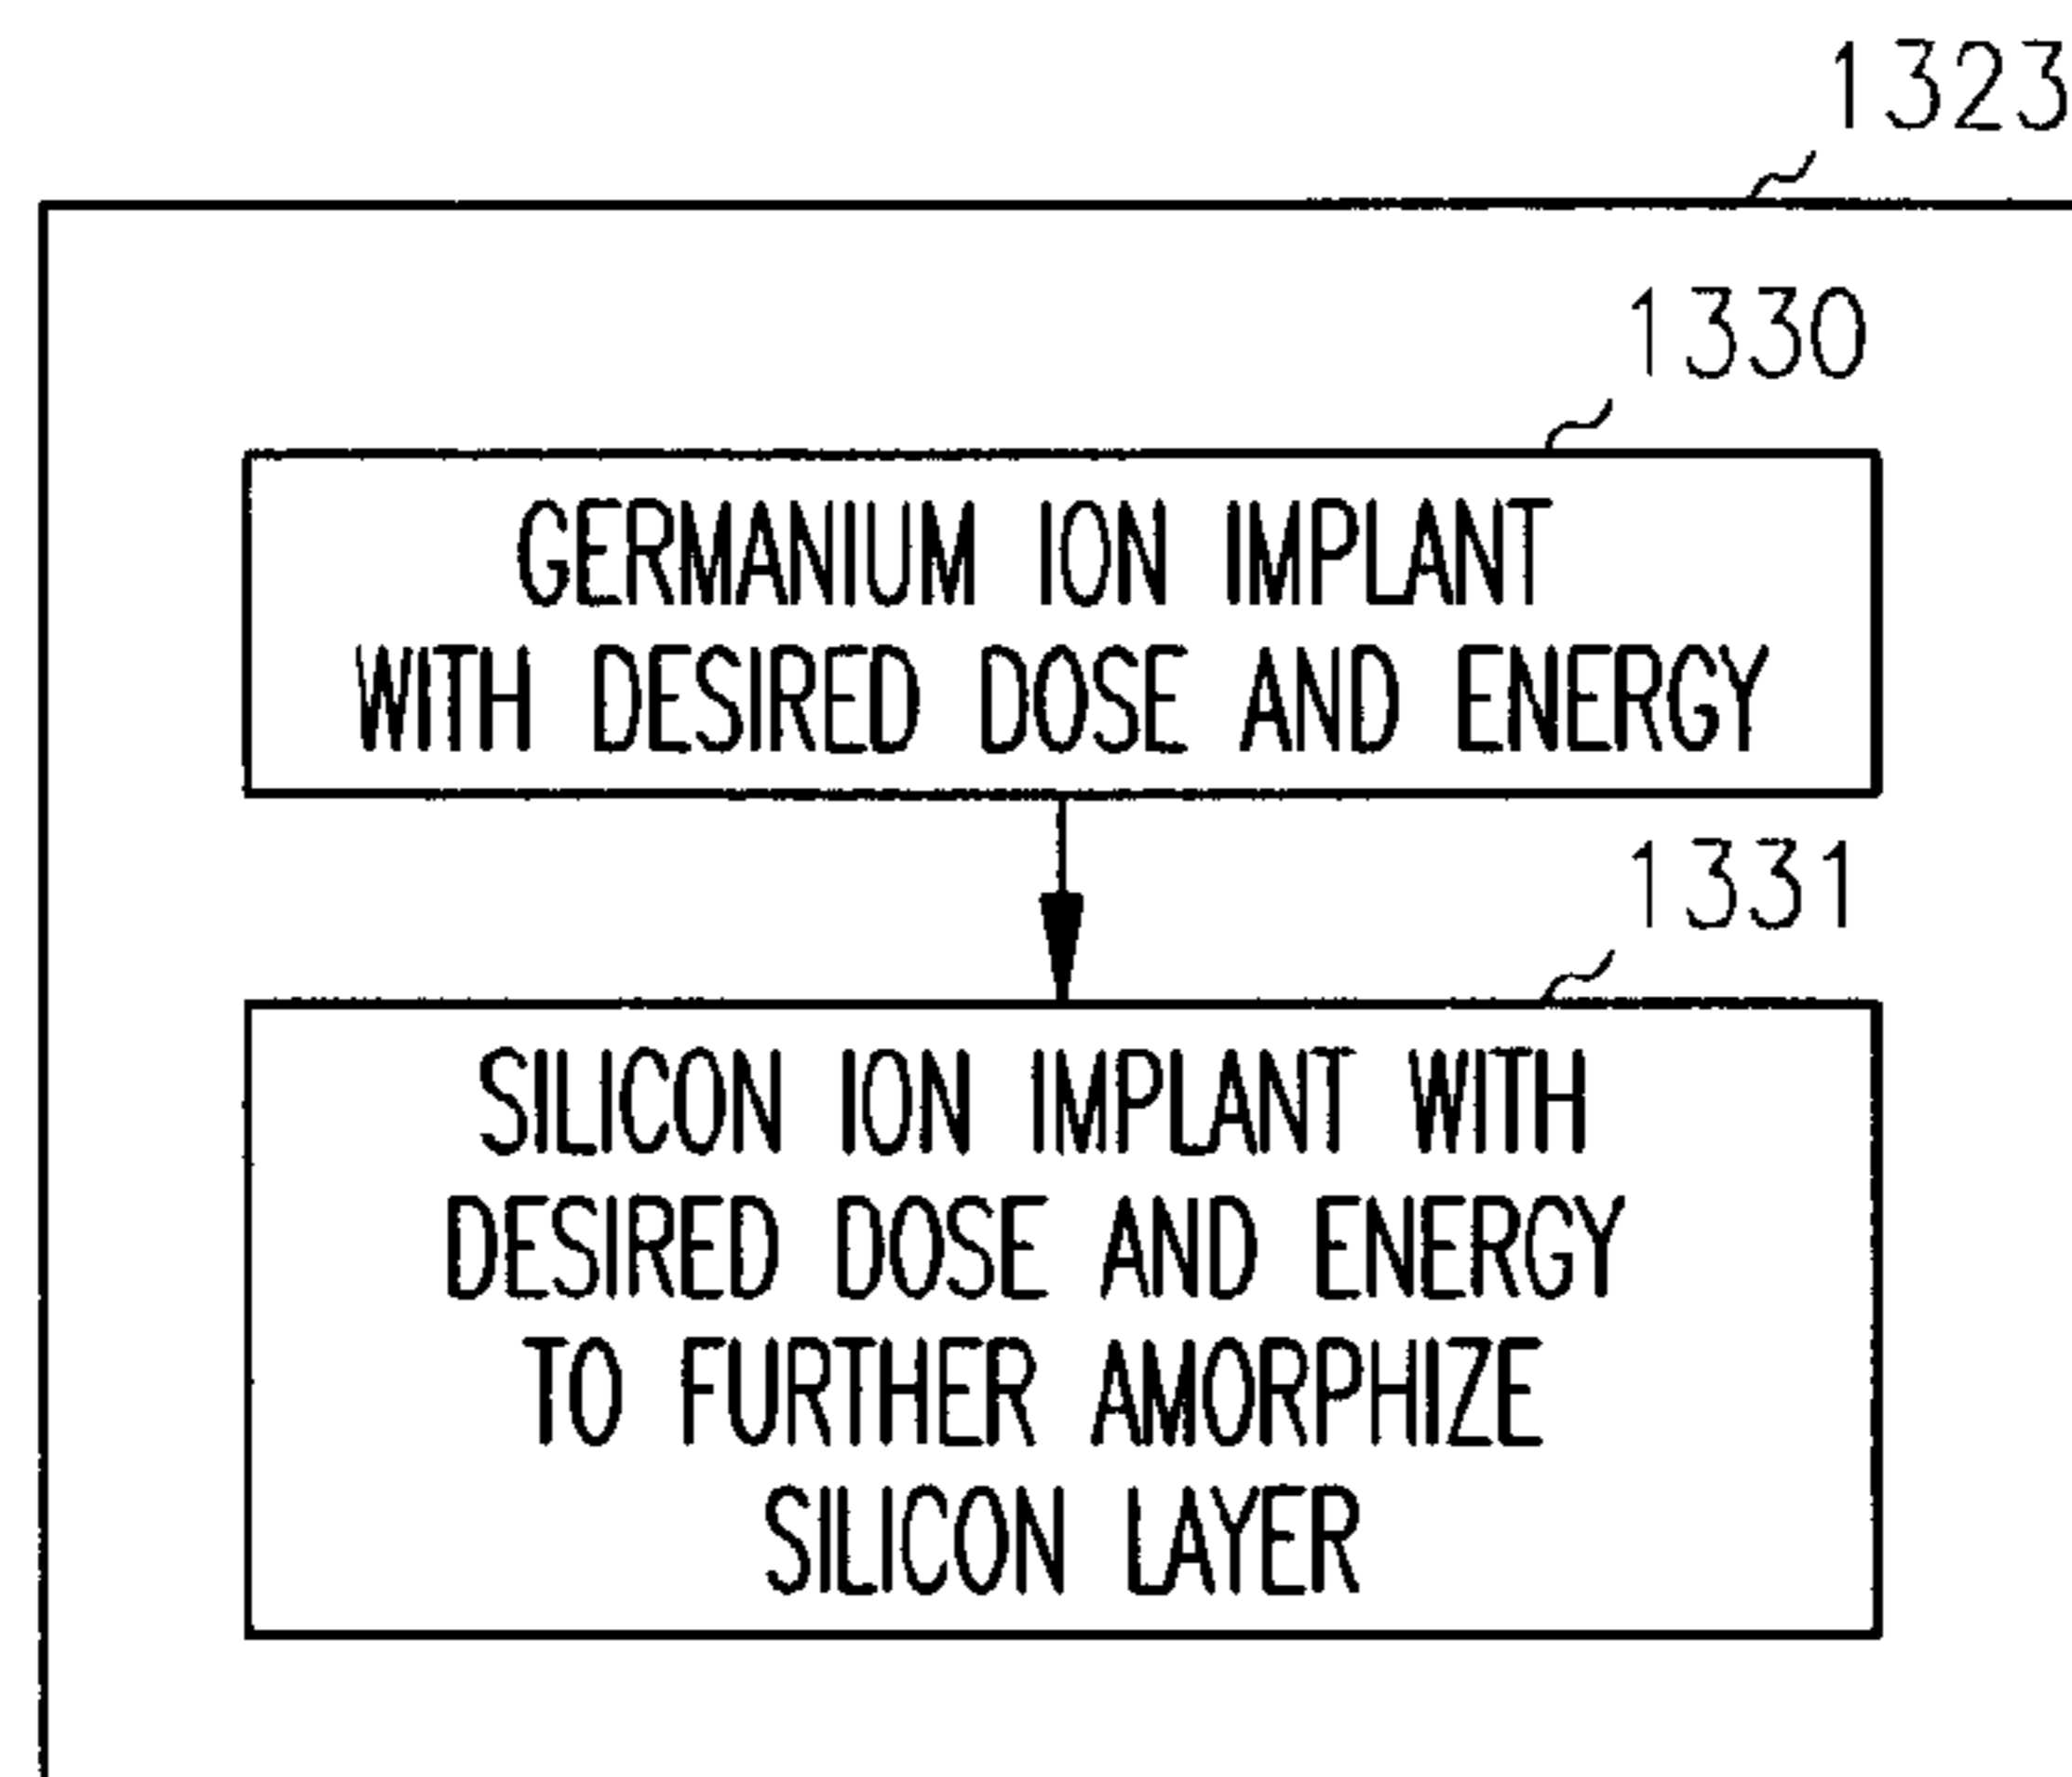 1323
1330
GERMANIUM ION IMPLANT
WITH DESIRED DOSE AND ENERGY
1331
SILICON ION IMPLANT WITH
DESIRED DOSE AND ENERGY
TO FURTHER AMORPHIZE
SILICON LAYER